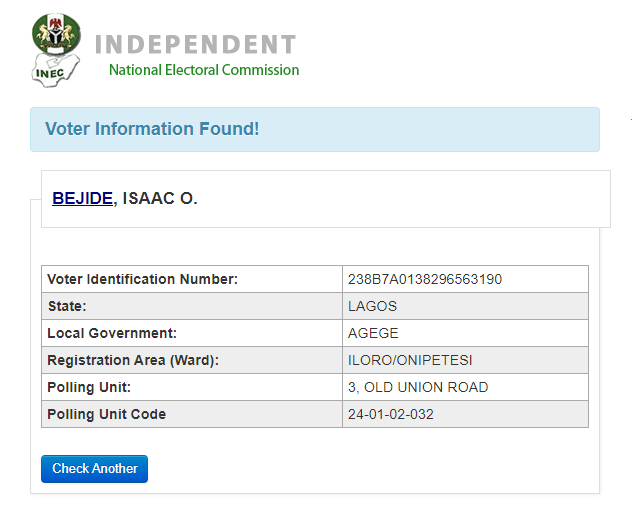 INEC
INDEPENDENT
National Electoral Commission
Voter Information Found!
BEJIDE, ISAAC O.
Voter Identification Number: 238B7A0138296563190
State: LAGOS
Local Government: AGEGE
Registration Area (Ward): ILORO/ONIPETESI
Polling Unit: 3, OLD UNION ROAD
Polling Unit Code 24-01-02-032
Check Another